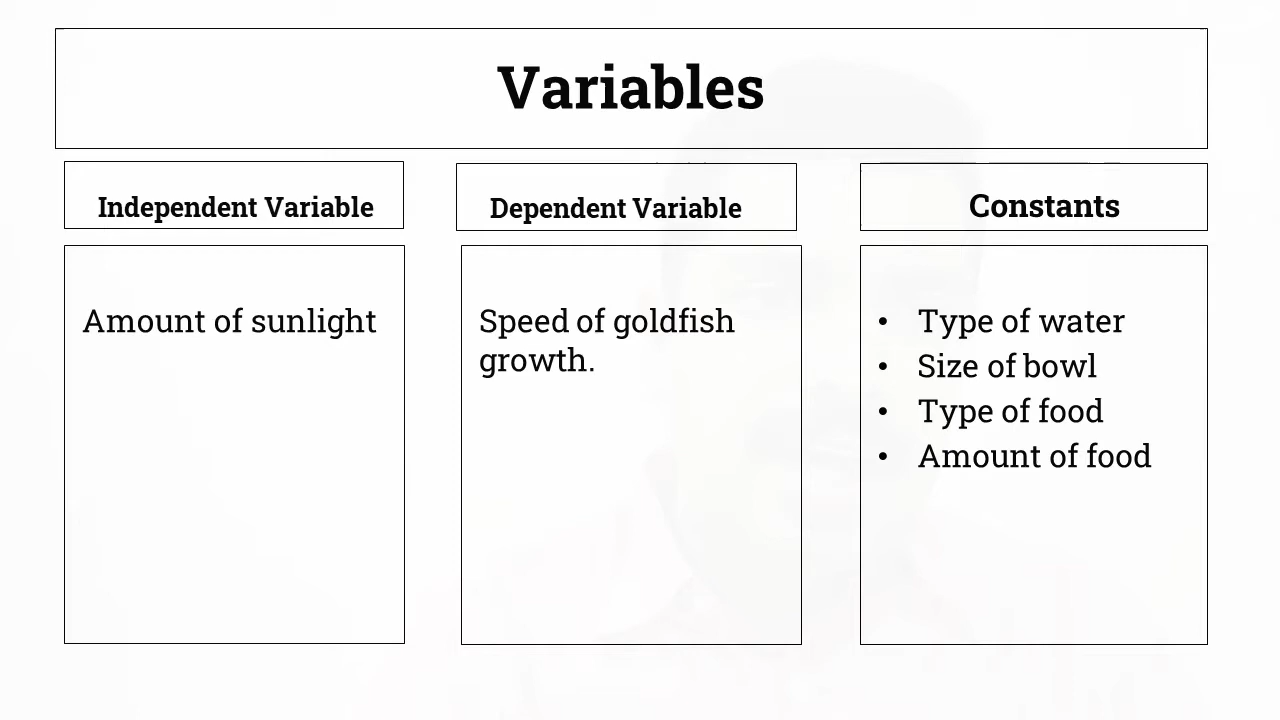 Variables
Independent Variable
Dependent Variable
Constants
Amount of sunlight
Speed of goldfish
growth.
• Type of water
• Size of bowl
• Type of food
• Amount of food